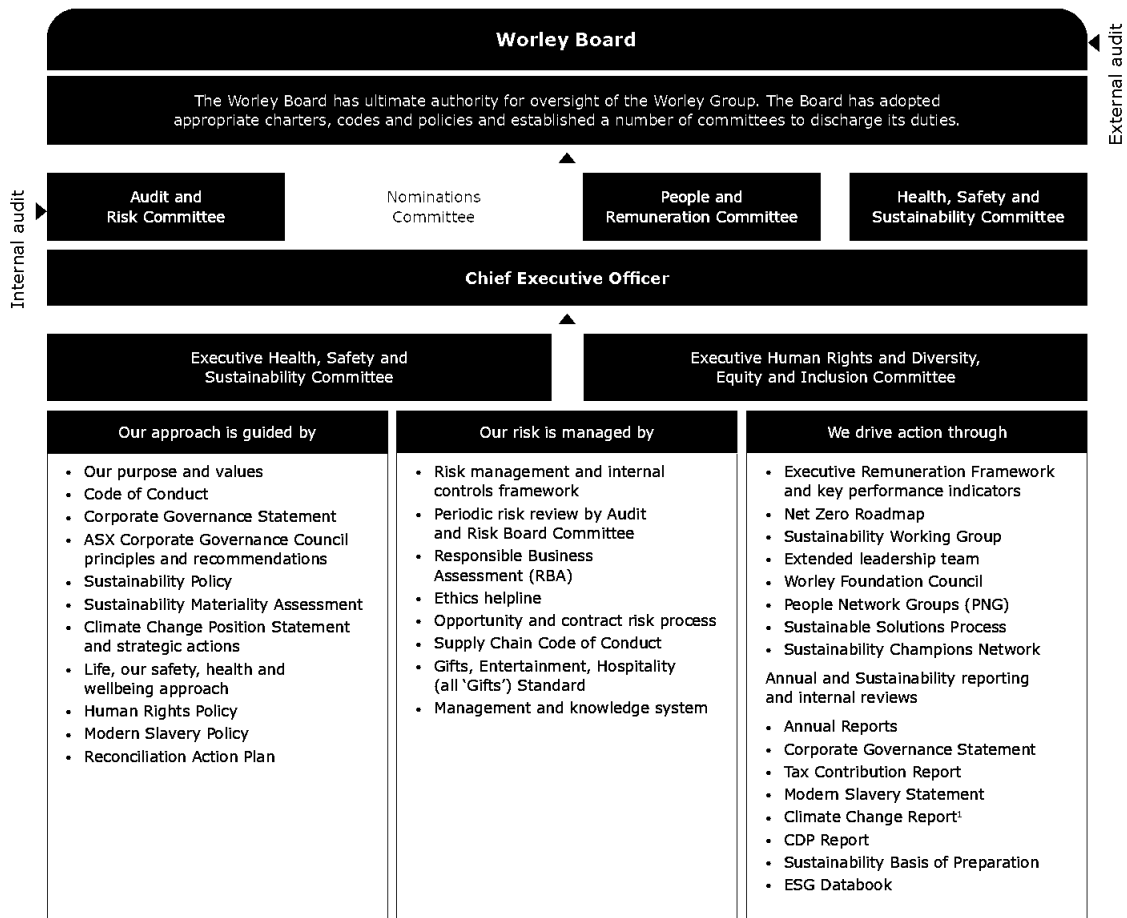 Worley Board
External audit
The Worley Board has ultimate authority for oversight of the Worley Group. The Board has adopted
appropriate charters, codes and policies and established a number of committees to discharge its duties.
Internal audit
Audit and
Risk Committee
Nominations
Committee
People and
Remuneration Committee
Health, Safety and
Sustainability Committee
Chief Executive Officer
Executive Health, Safety and
Sustainability Committee
Executive Human Rights and Diversity,
Equity and Inclusion Committee
Our approach is guided by
• Our purpose and values
• Code of Conduct
• Corporate Governance Statement
• ASX Corporate Governance Council
principles and recommendations
• Sustainability Policy
• Sustainability Materiality Assessment
• Climate Change Position Statement
and strategic actions
• Life, our safety, health and
wellbeing approach
• Human Rights Policy
• Modern Slavery Policy
• Reconciliation Action Plan
Our risk is managed by
• Risk management and internal
controls framework
• Periodic risk review by Audit
and Risk Board Committee
• Responsible Business
Assessment (RBA)
• Ethics helpline
• Opportunity and contract risk process
• Supply Chain Code of Conduct
• Gifts, Entertainment, Hospitality
(all ‘Gifts’) Standard
• Management and knowledge system
We drive action through
• Executive Remuneration Framework
and key performance indicators
• Net Zero Roadmap
• Sustainability Working Group
• Extended leadership team
• Worley Foundation Council
• People Network Groups (PNG)
• Sustainable Solutions Process
• Sustainability Champions Network
Annual and Sustainability reporting
and internal reviews
• Annual Reports
• Corporate Governance Statement
• Tax Contribution Report
• Modern Slavery Statement
• Climate Change Report¹
• CDP Report
• Sustainability Basis of Preparation
• ESG Databook